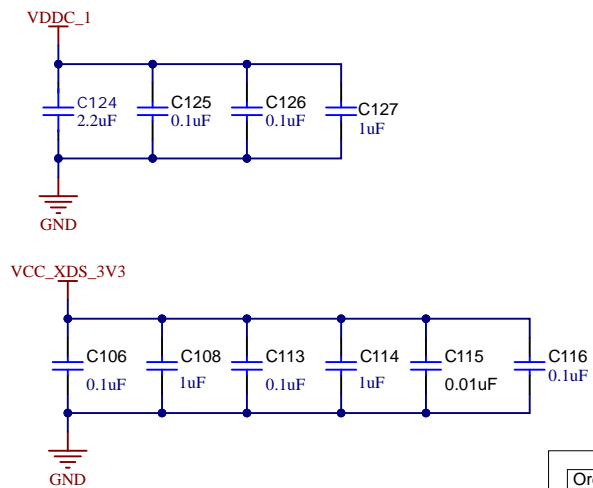 VDDC_1
C124
2.2uF
C125
0.1uF
C126
0.1uF
C127
1uF
GND
VCC_XDS_3V3
C106
0.1uF
C108
1uF
C113
0.1uF
C114
1uF
C115
0.01uF
C116
0.1uF
GND